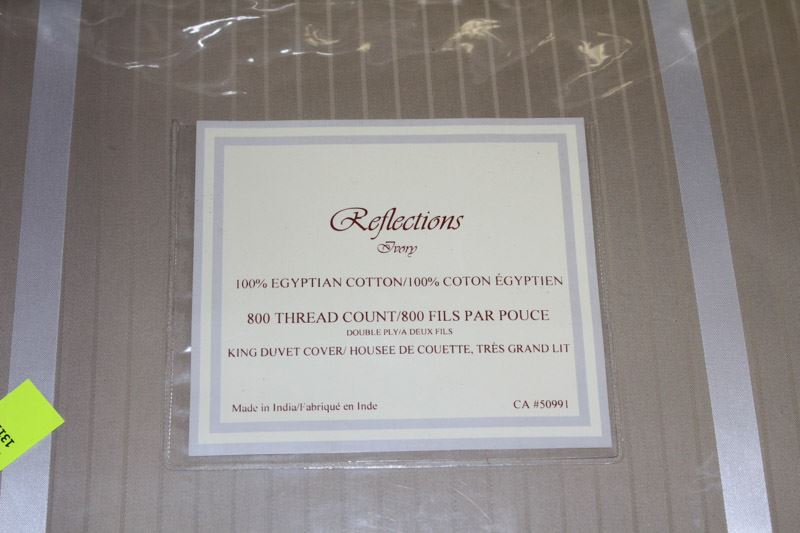 Reflections
Ivory
100% EGYPTIAN COTTON/100% COTON ÉGYPTIEN
800 THREAD COUNT/800 FILS PAR POUCE
DOUBLE PLY/A DEUX FILS
KING DUVET COVER/ HOUSEE DE COUETTE, TRÈS GRAND LIT
Made in India/Fabriqué en Inde
CA #50991